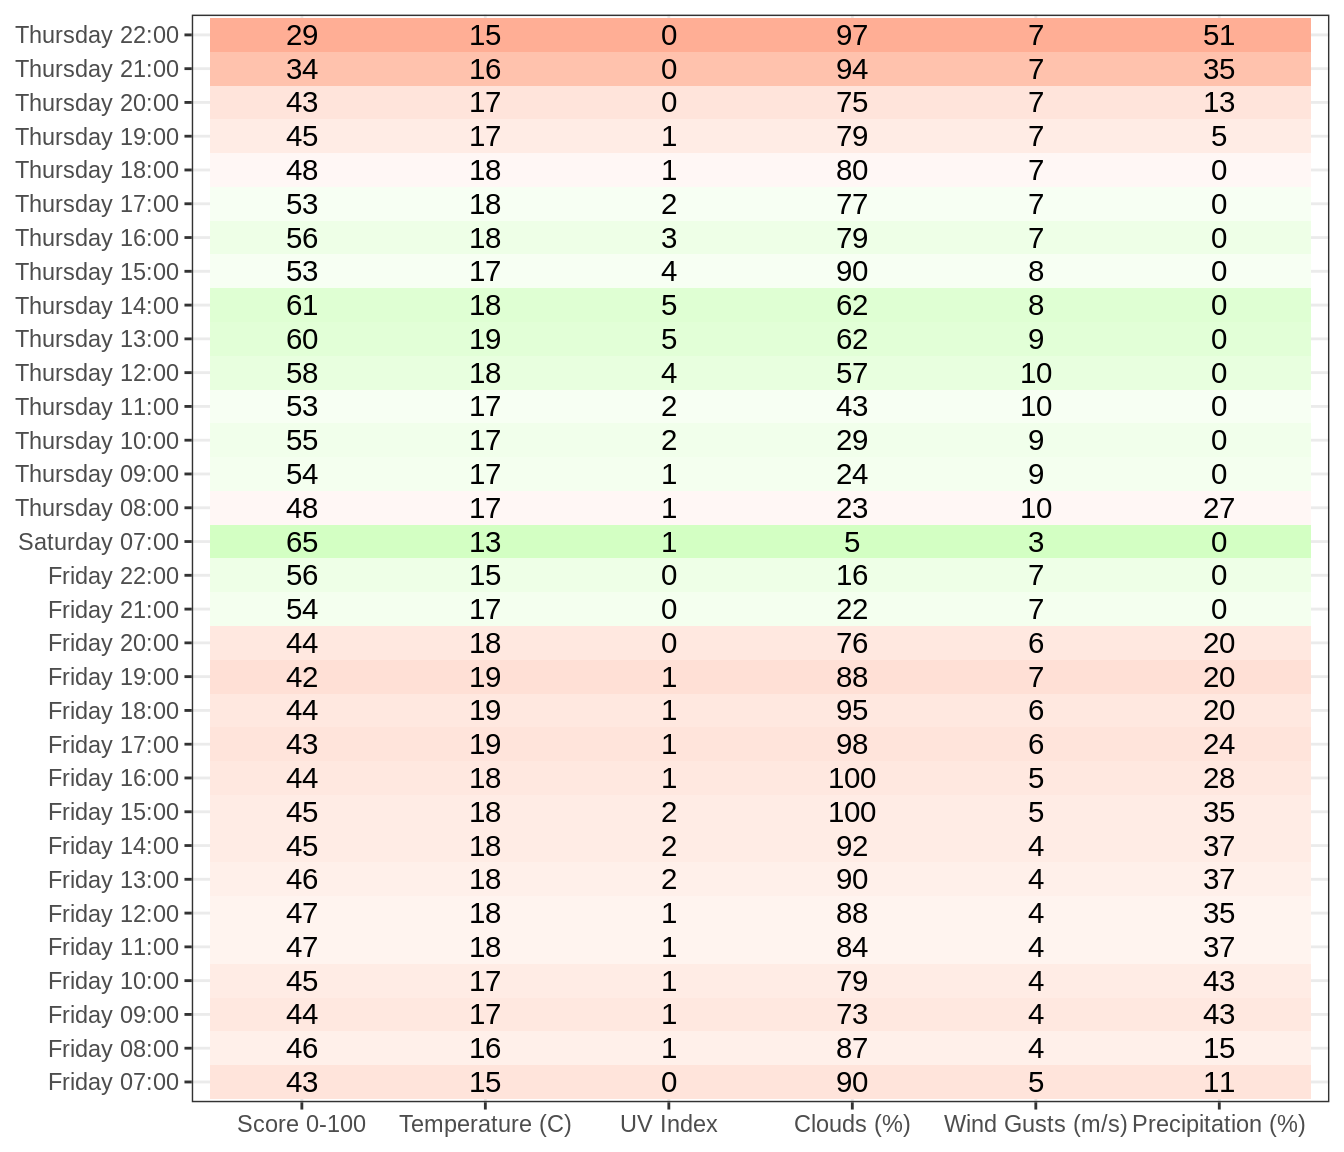 Thursday 22:00 29 15 0 97 7 51
Thursday 21:00 34 16 0 94 7 35
Thursday 20:00 43 17 0 75 7 13
Thursday 19:00 45 17 1 79 7 5
Thursday 18:00 48 18 1 80 7 0
Thursday 17:00 53 18 2 77 7 0
Thursday 16:00 56 18 3 79 7 0
Thursday 15:00 53 17 4 90 8 0
Thursday 14:00 61 18 5 62 8 0
Thursday 13:00 60 19 5 62 9 0
Thursday 12:00 58 18 4 57 10 0
Thursday 11:00 53 17 2 43 10 0
Thursday 10:00 55 17 2 29 9 0
Thursday 09:00 54 17 1 24 9 0
Thursday 08:00 48 17 1 23 10 27
Saturday 07:00 65 13 1 5 3 0
Friday 22:00 56 15 0 16 7 0
Friday 21:00 54 17 0 22 7 0
Friday 20:00 44 18 0 76 6 20
Friday 19:00 42 19 1 88 7 20
Friday 18:00 44 19 1 95 6 20
Friday 17:00 43 19 1 98 6 24
Friday 16:00 44 18 1 100 5 28
Friday 15:00 45 18 2 100 5 35
Friday 14:00 45 18 2 92 4 37
Friday 13:00 46 18 2 90 4 37
Friday 12:00 47 18 1 88 4 35
Friday 11:00 47 18 1 84 4 37
Friday 10:00 45 17 1 79 4 43
Friday 09:00 44 17 1 73 4 43
Friday 08:00 46 16 1 87 4 15
Friday 07:00 43 15 0 90 5 11
Score 0-100 Temperature (C) UV Index Clouds (%) Wind Gusts (m/s) Precipitation (%)